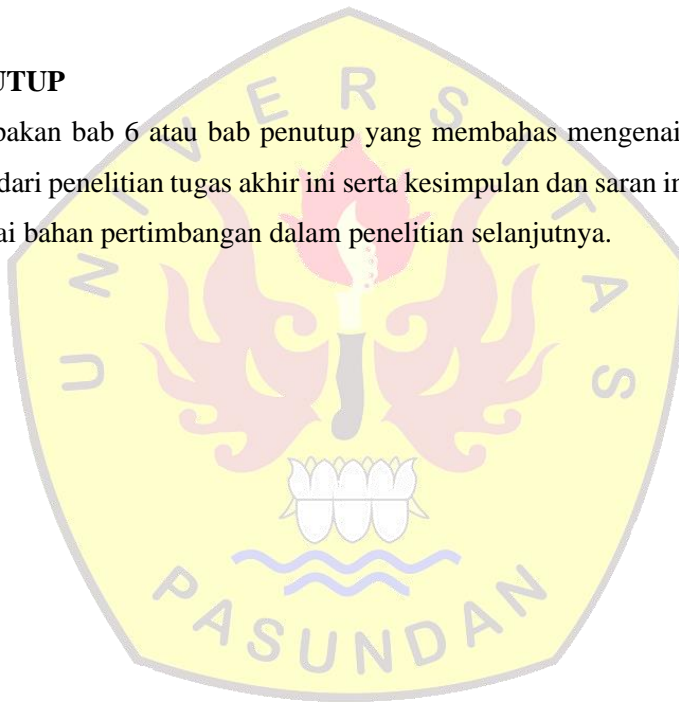 UTUP
pakan bab 6 atau bab penutup yang membahas mengenai
dari penelitian tugas akhir ini serta kesimpulan dan saran in
ai bahan pertimbangan dalam penelitian selanjutnya.
UNIVERSITAS
PASUNDAN